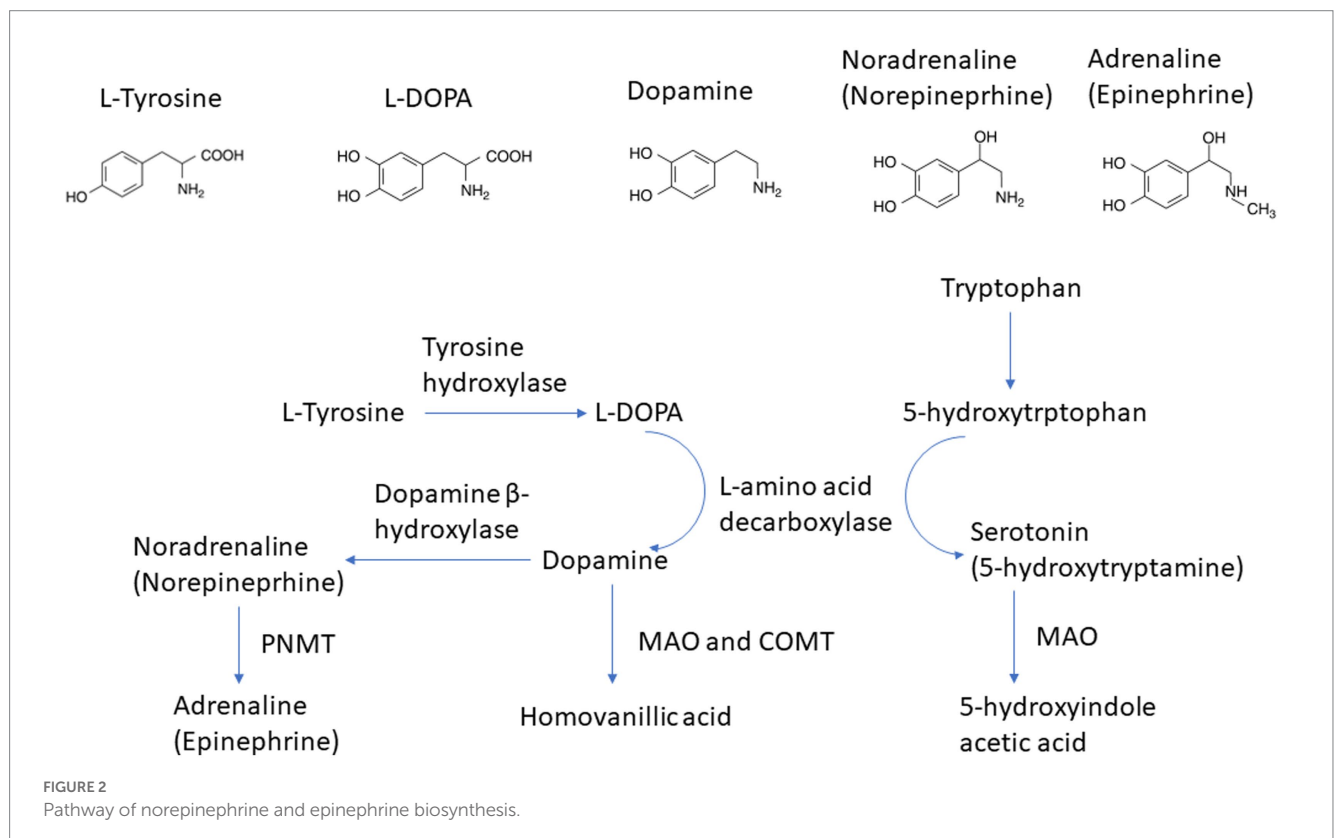 L-Tyrosine
L-DOPA
Dopamine
Noradrenaline
(Norepineprhine)
Adrenaline
(Epinephrine)
COOH
NH2
HO
HO
HO
COOH
NH2
HO
HO
NH2
OH
HO
HO
NH2
OH
HO
HO
NH
CH3
Tryptophan
Tyrosine
hydroxylase
L-Tyrosine
L-DOPA
5-hydroxytrptophan
Dopamine β-
hydroxylase
L-amino acid
decarboxylase
Noradrenaline
(Norepineprhine)
Dopamine
Serotonin
(5-hydroxytryptamine)
PNMT
MAO and COMT
MAO
Adrenaline
(Epinephrine)
Homovanillic acid
5-hydroxyindole
acetic acid
FIGURE 2
Pathway of norepinephrine and epinephrine biosynthesis.